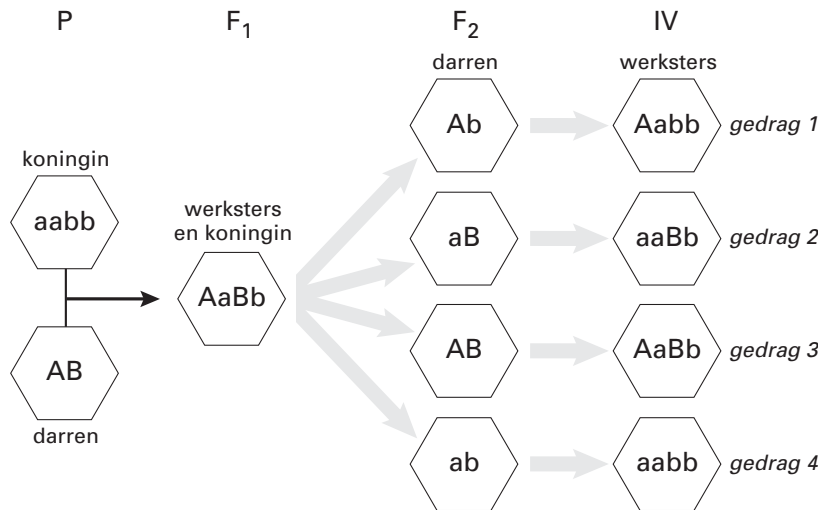 P
F₁
F₂
IV
darren
werksters
Ab
Aabb
gedrag 1
koningin
aabb
werksters
en koningin
aB
aaBb
gedrag 2
AaBb
AB
darren
AB
AaBb
gedrag 3
ab
aabb
gedrag 4